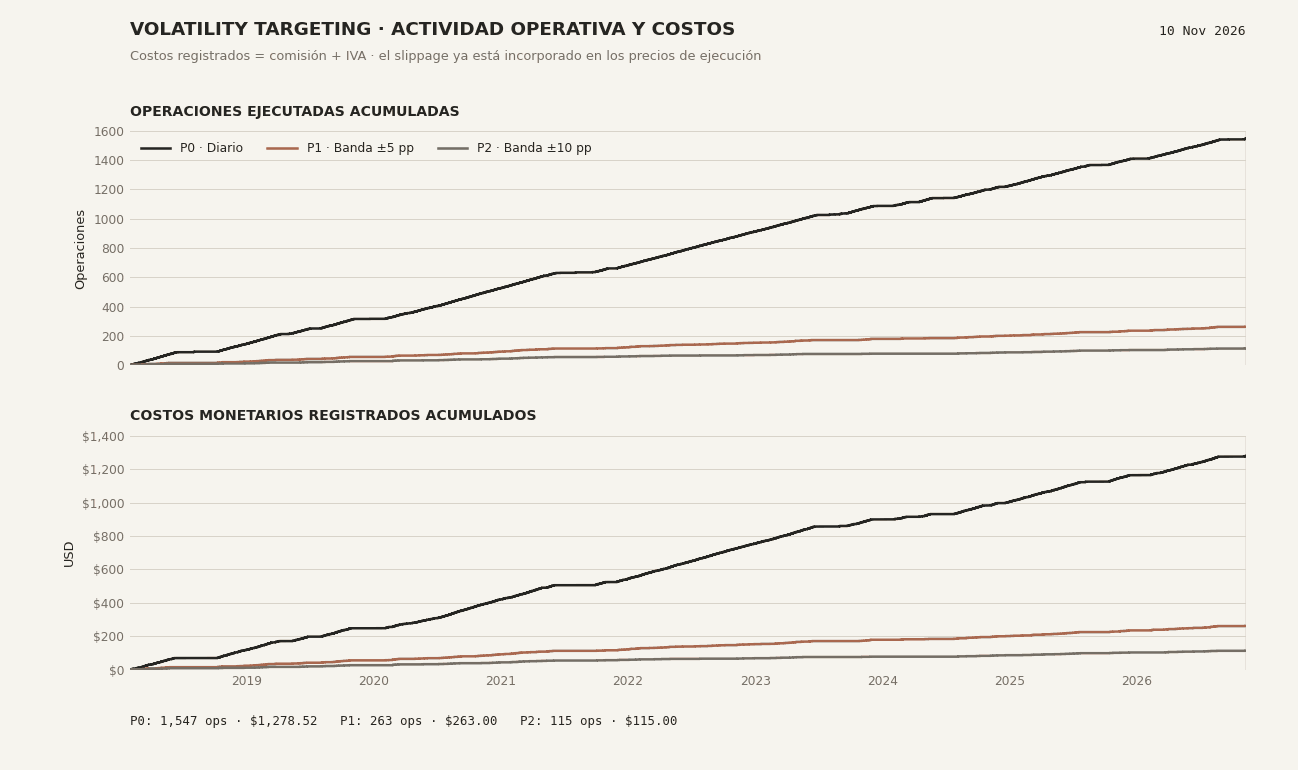 VOLATILITY TARGETING · ACTIVIDAD OPERATIVA Y COSTOS
10 Nov 2026
Costos registrados = comisión + IVA · el slippage ya está incorporado en los precios de ejecución
OPERACIONES EJECUTADAS ACUMULADAS
1600
P0 · Diario P1 · Banda ±5 pp P2 · Banda ±10 pp
1400
1200
1000
800
600
400
200
0
Operaciones
COSTOS MONETARIOS REGISTRADOS ACUMULADOS
$1,400
$1,200
$1,000
$800
$600
$400
$200
$0
USD
2019 2020 2021 2022 2023 2024 2025 2026
P0: 1,547 ops · $1,278.52 P1: 263 ops · $263.00 P2: 115 ops · $115.00